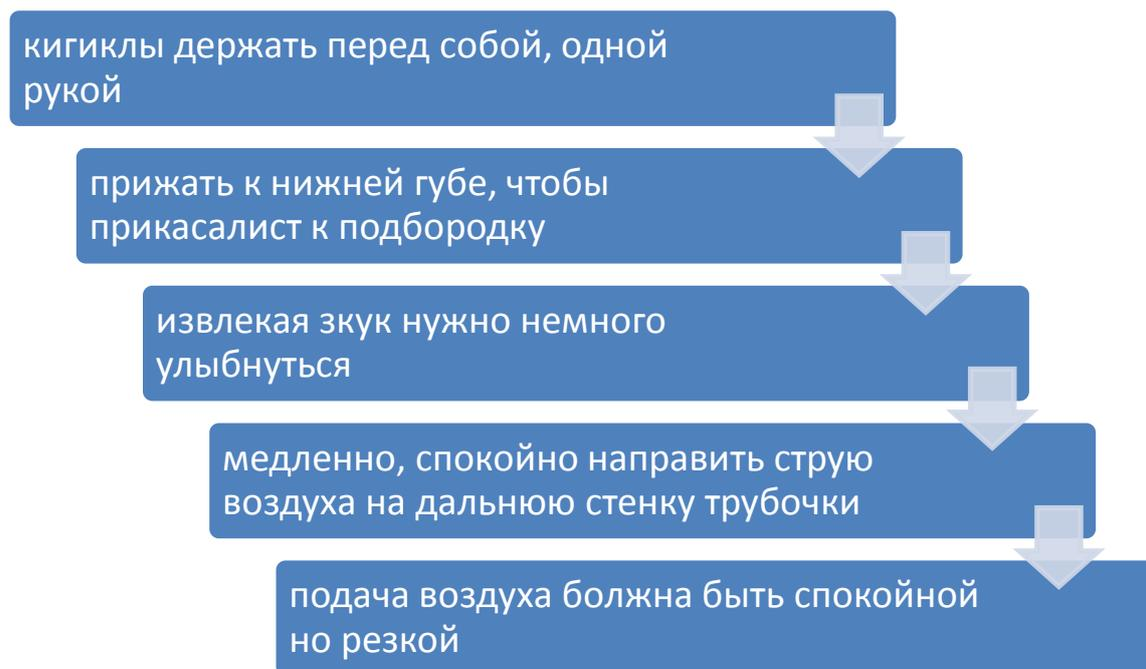 кигиклы держать перед собой, одной
рукой
прижать к нижней губе, чтобы
прикасалист к подбородку
извлекая зкук нужно немного
улыбнуться
медленно, спокойно направить струю
воздуха на дальнюю стенку трубочки
подача воздуха болжна быть спокойной
но резкой